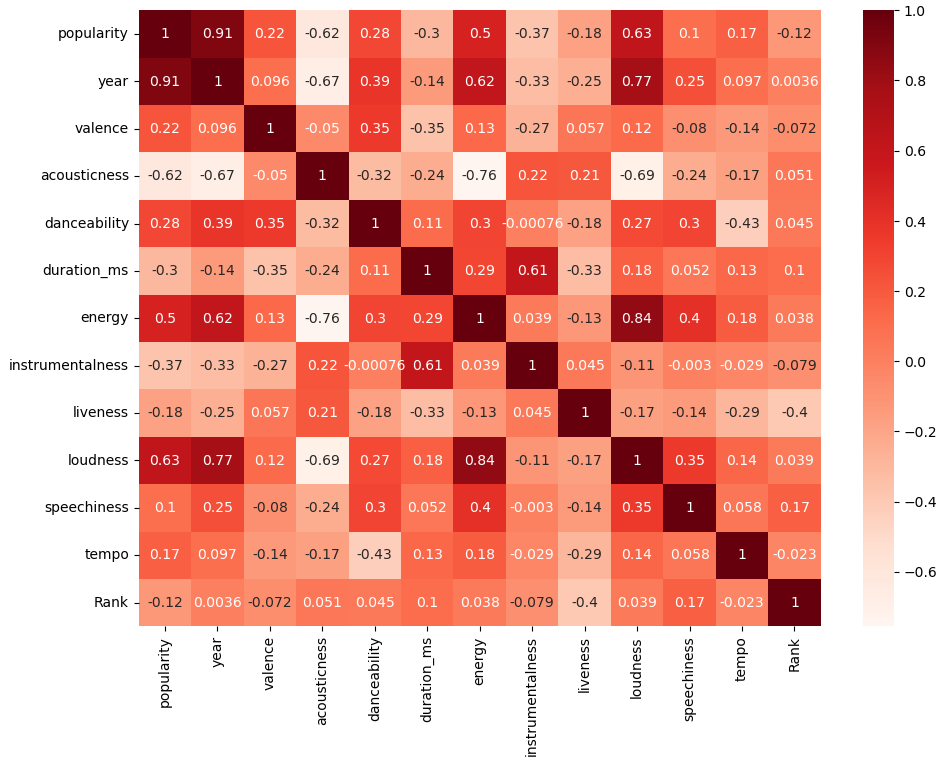 popularity 1 0.91 0.22 -0.62 0.28 -0.3 0.5 -0.37 -0.18 0.63 0.1 0.17 -0.12
year 0.91 1 0.096 -0.67 0.39 -0.14 0.62 -0.33 -0.25 0.77 0.25 0.097 0.0036
valence 0.22 0.096 1 -0.05 0.35 -0.35 0.13 -0.27 0.057 0.12 -0.08 -0.14 -0.072
acousticness -0.62 -0.67 -0.05 1 -0.32 -0.24 -0.76 0.22 0.21 -0.69 -0.24 -0.17 0.051
danceability 0.28 0.39 0.35 -0.32 1 0.11 0.3 -0.00076 -0.18 0.27 0.3 -0.43 0.045
duration_ms -0.3 -0.14 -0.35 -0.24 0.11 1 0.29 0.61 -0.33 0.18 0.052 0.13 0.1
energy 0.5 0.62 0.13 -0.76 0.3 0.29 1 0.039 -0.13 0.84 0.4 0.18 0.038
instrumentalness -0.37 -0.33 -0.27 0.22 -0.00076 0.61 0.039 1 0.045 -0.11 -0.003 -0.029 -0.079
liveness -0.18 -0.25 0.057 0.21 -0.18 -0.33 -0.13 0.045 1 -0.17 -0.14 -0.29 -0.4
loudness 0.63 0.77 0.12 -0.69 0.27 0.18 0.84 -0.11 -0.17 1 0.35 0.14 0.039
speechiness 0.1 0.25 -0.08 -0.24 0.3 0.052 0.4 -0.003 -0.14 0.35 1 0.058 0.17
tempo 0.17 0.097 -0.14 -0.17 -0.43 0.13 0.18 -0.029 -0.29 0.14 0.058 1 -0.023
Rank -0.12 0.0036 -0.072 0.051 0.045 0.1 0.038 -0.079 -0.4 0.039 0.17 -0.023 1
popularity
year
valence
acousticness
danceability
duration_ms
energy
instrumentalness
liveness
loudness
speechiness
tempo
Rank
1.0
0.8
0.6
0.4
0.2
0.0
−0.2
−0.4
−0.6